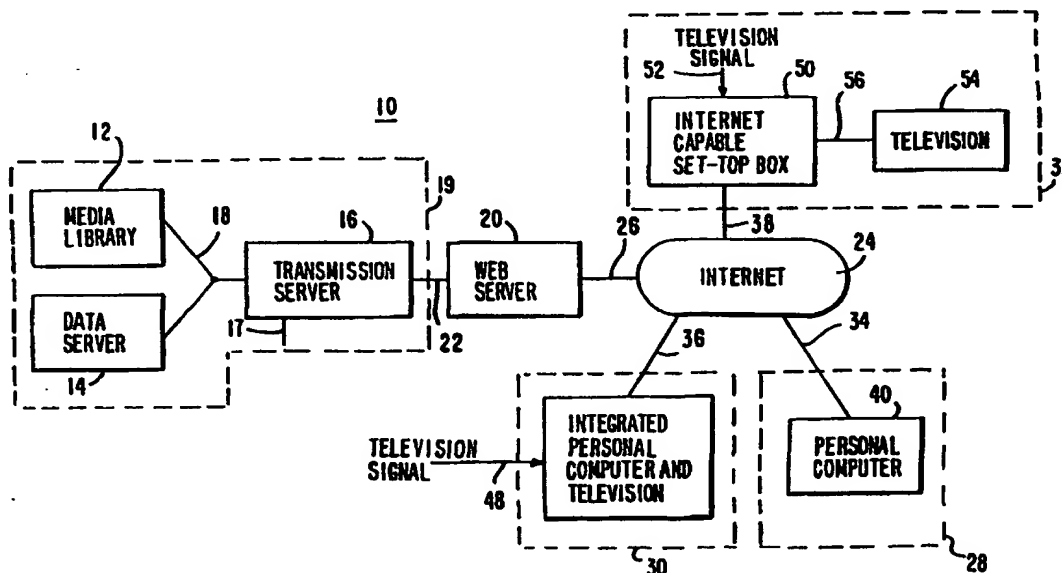 TELEVISION
SIGNAL
52
50
56
54
INTERNET
CAPABLE
SET-TOP BOX
TELEVISION
3
10
12
MEDIA
LIBRARY
18
16
19
TRANSMISSION
SERVER
17
DATA
SERVER
14
20
WEB
SERVER
22
26
38
INTERNET
24
36
34
TELEVISION
SIGNAL
48
INTEGRATED
PERSONAL
COMPUTER AND
TELEVISION
30
40
PERSONAL
COMPUTER
28